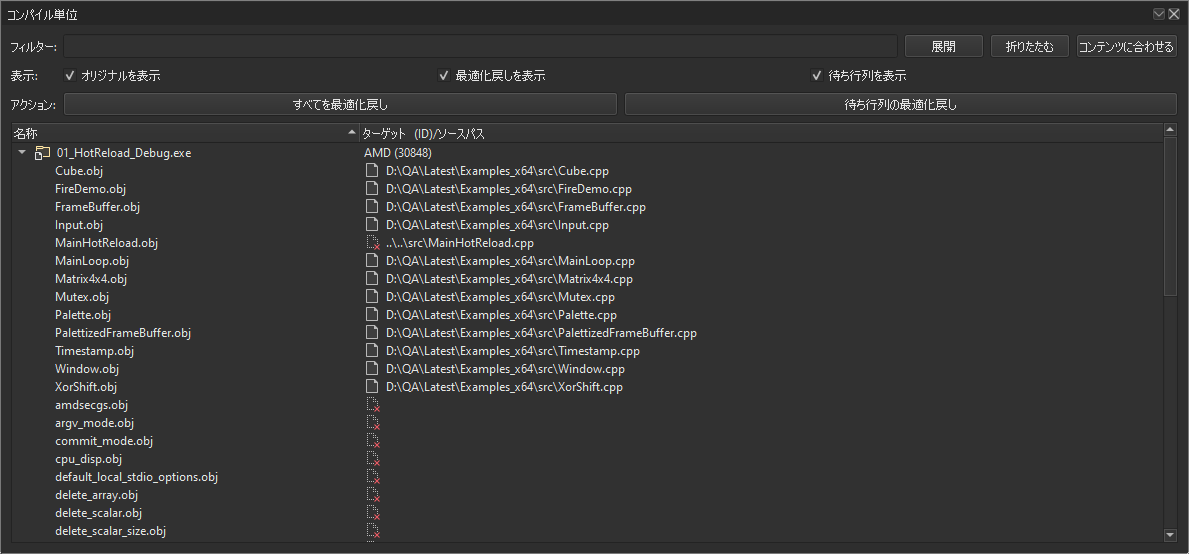 コンパイル単位
フィルター: 展開 折りたたむ コンテンツに合わせる
表示: オリジナルを表示 最適化戻しを表示 待ち行列を表示
アクション: すべてを最適化戻し 待ち行列の最適化戻し
名称 ターゲット (ID)/ソースパス
01_HotReload_Debug.exe AMD (30848)
Cube.obj D:\QA\Latest\Examples_x64\src\Cube.cpp
FireDemo.obj D:\QA\Latest\Examples_x64\src\FireDemo.cpp
FrameBuffer.obj D:\QA\Latest\Examples_x64\src\FrameBuffer.cpp
Input.obj D:\QA\Latest\Examples_x64\src\Input.cpp
MainHotReload.obj ..\..\src\MainHotReload.cpp
MainLoop.obj D:\QA\Latest\Examples_x64\src\MainLoop.cpp
Matrix4x4.obj D:\QA\Latest\Examples_x64\src\Matrix4x4.cpp
Mutex.obj D:\QA\Latest\Examples_x64\src\Mutex.cpp
Palette.obj D:\QA\Latest\Examples_x64\src\Palette.cpp
PalettizedFrameBuffer.obj D:\QA\Latest\Examples_x64\src\PalettizedFrameBuffer.cpp
Timestamp.obj D:\QA\Latest\Examples_x64\src\Timestamp.cpp
Window.obj D:\QA\Latest\Examples_x64\src\Window.cpp
XorShift.obj D:\QA\Latest\Examples_x64\src\XorShift.cpp
amdsecgs.obj
argv_mode.obj
commit_mode.obj
cpu_disp.obj
default_local_stdio_options.obj
delete_array.obj
delete_scalar.obj
delete_scalar_size.obj